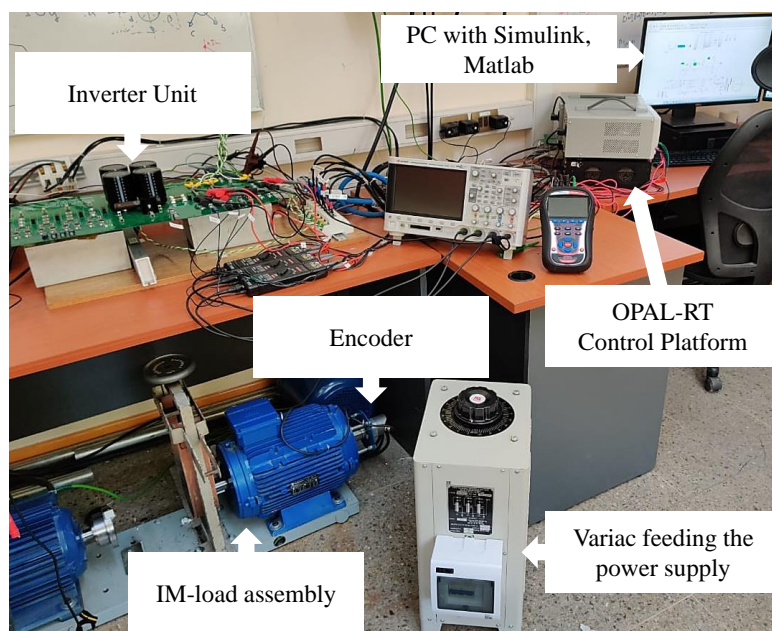 PC with Simulink,
Matlab
Inverter Unit
OPAL-RT
Control Platform
Encoder
Variac feeding the
power supply
IM-load assembly